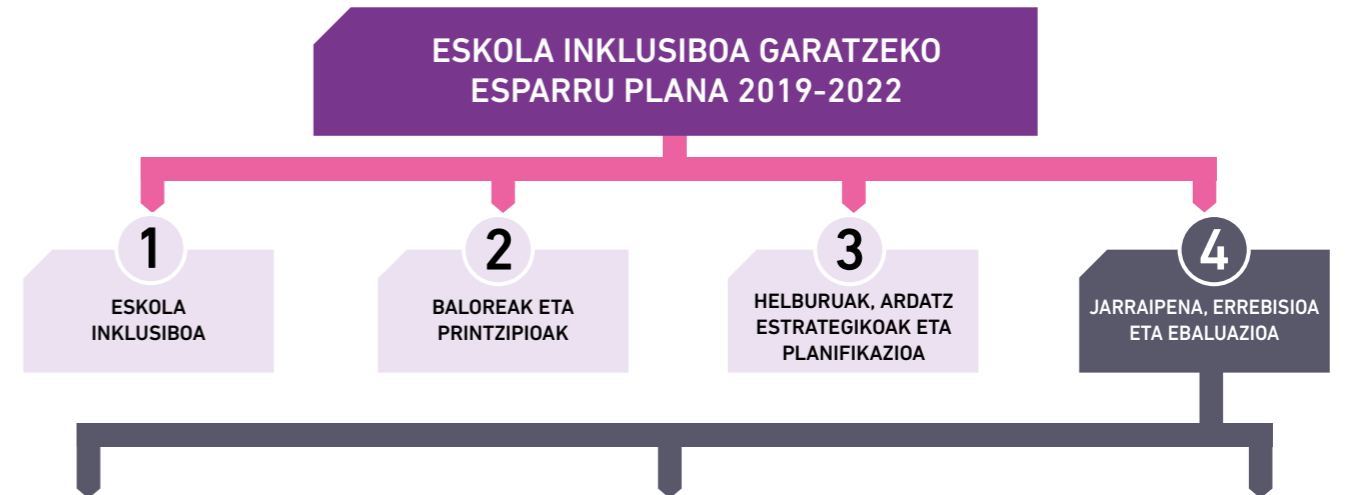 ESKOLA INKLUSIBOA GARATZEKO
ESPARRU PLANA 2019-2022
1
ESKOLA
INKLUSIBOA
2
BALOREAK ETA
PRINTZIPIOAK
3
HELBURUAK, ARDATZ
ESTRATEGIKOAK ETA
PLANIFIKAZIOA
4
JARRAIPENA, ERREBISIOA
ETA EBALUAZIOA